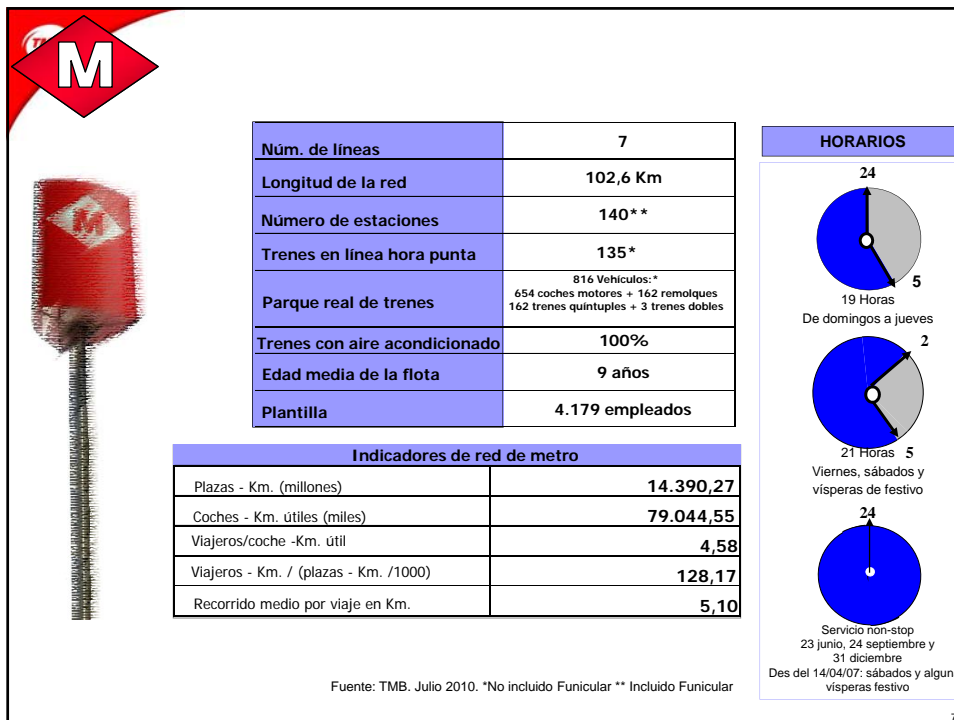 TM
M
M
Núm. de líneas 7
Longitud de la red 102,6 Km
Número de estaciones 140**
Trenes en línea hora punta 135*
Parque real de trenes
816 Vehículos:*
654 coches motores + 162 remolques
162 trenes quíntuples + 3 trenes dobles
Trenes con aire acondicionado 100%
Edad media de la flota 9 años
Plantilla 4.179 empleados
Indicadores de red de metro
Plazas - Km. (millones) 14.390,27
Coches - Km. útiles (miles) 79.044,55
Viajeros/coche -Km. útil 4,58
Viajeros - Km. / (plazas - Km. /1000) 128,17
Recorrido medio por viaje en Km. 5,10
HORARIOS
24
5
19 Horas
De domingos a jueves
2
21 Horas 5
Viernes, sábados y
vísperas de festivo
24
Servicio non-stop
23 junio, 24 septiembre y
31 diciembre
Des del 14/04/07: sábados y algun
vísperas festivo
Fuente: TMB. Julio 2010. *No incluido Funicular ** Incluido Funicular
7